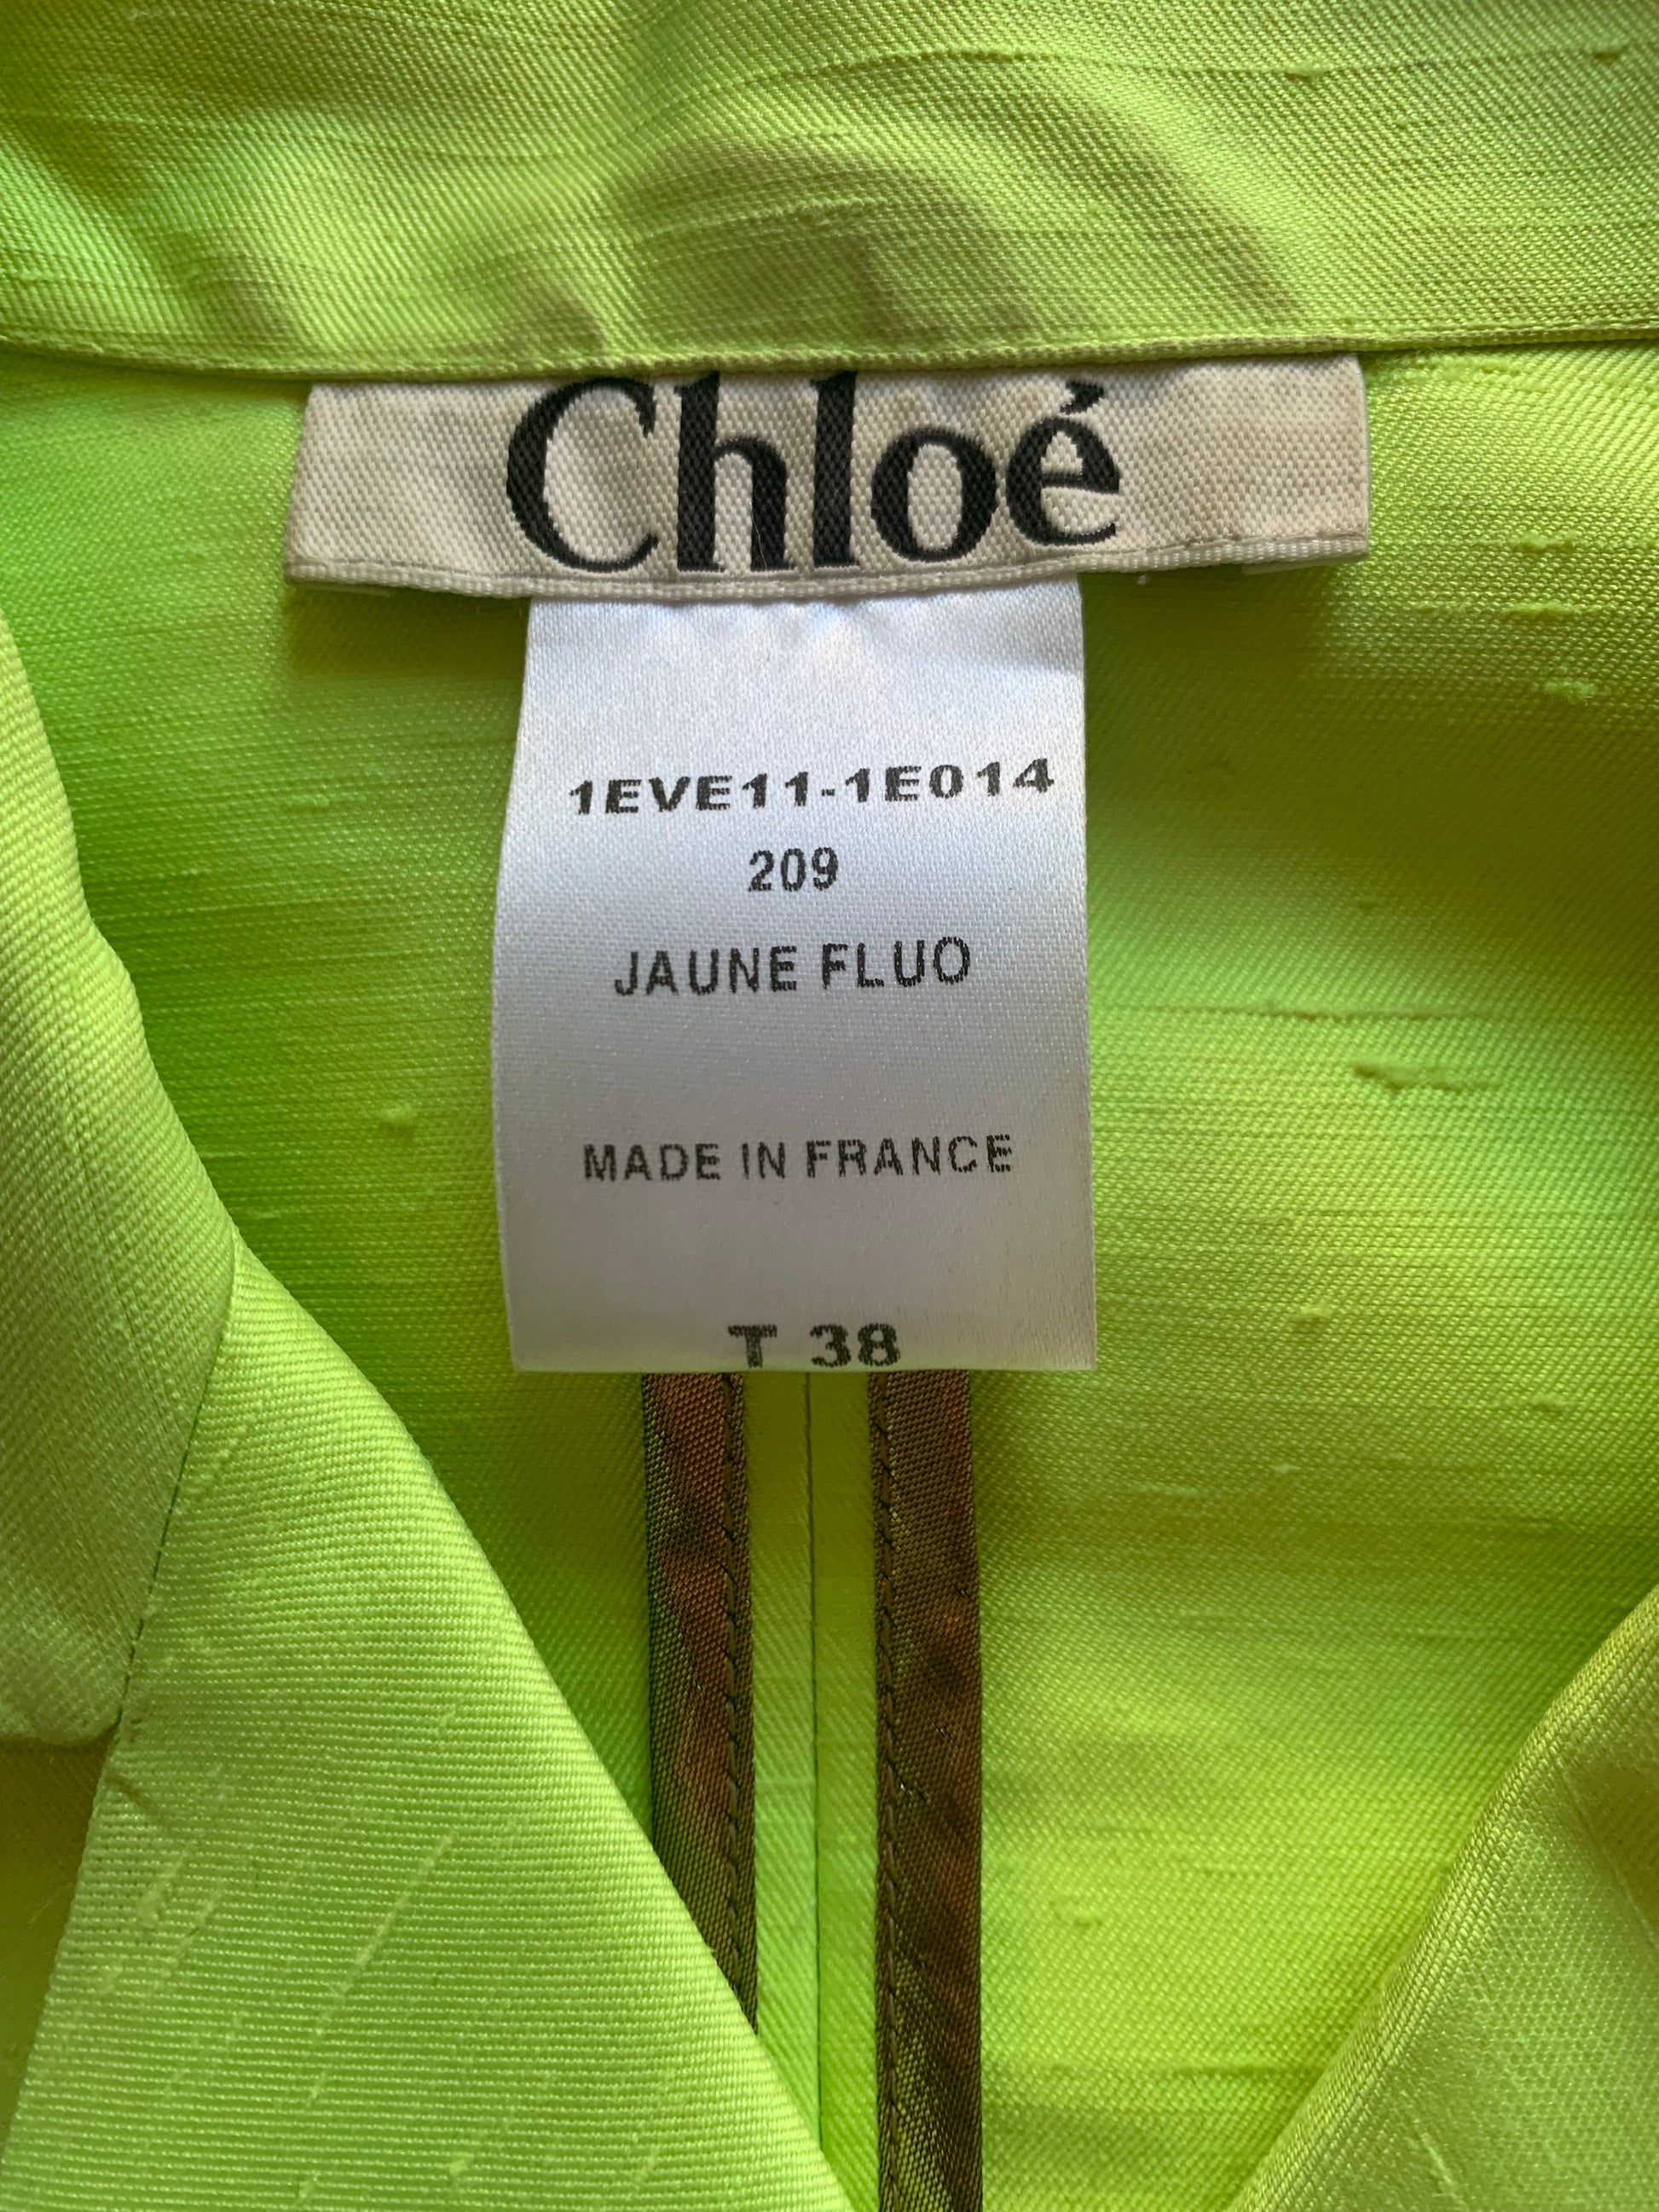 Chloé
1EVE11-1E014
209
JAUNE FLUO
MADE IN FRANCE
T 38